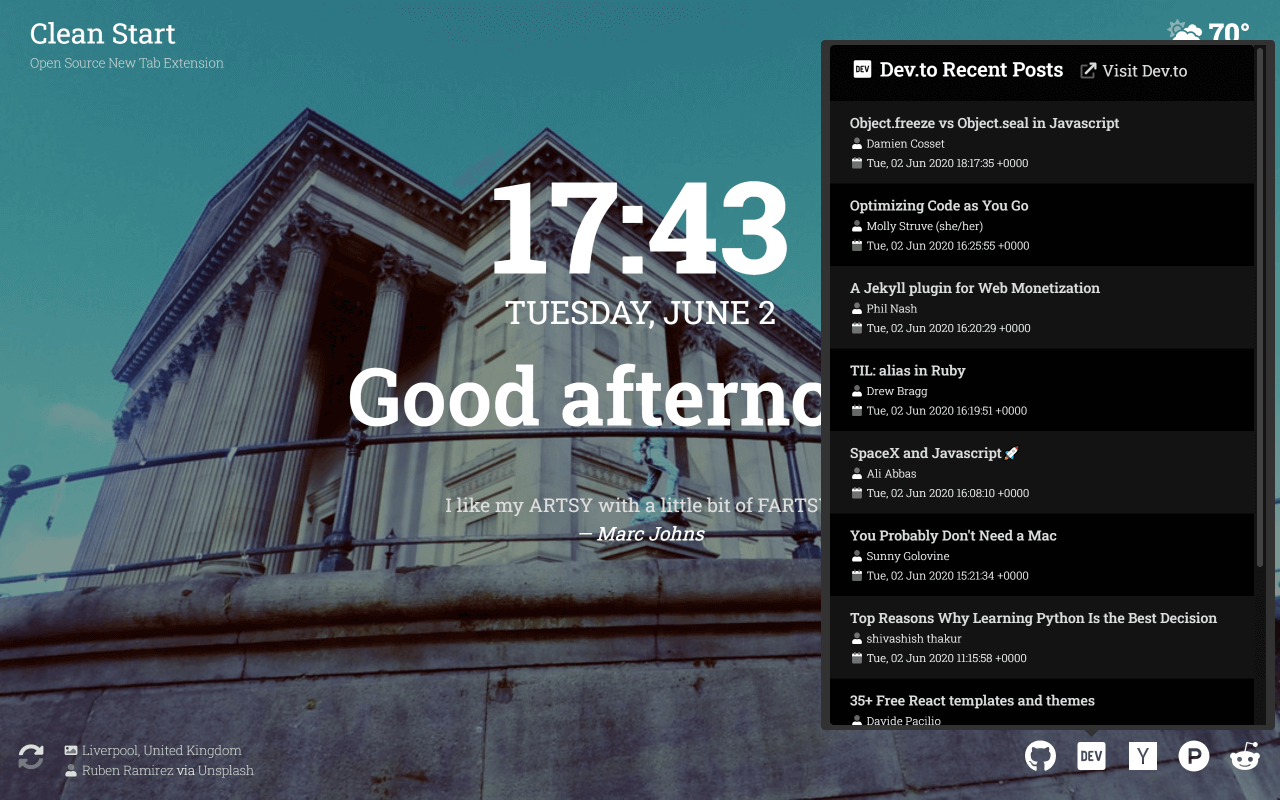 Clean Start
Open Source New Tab Extension
70°
17:43
TUESDAY, JUNE 2
Good afterno
I like my ARTSY with a little bit of FARTSY
— Marc Johns
DEV Dev.to Recent Posts Visit Dev.to
Object.freeze vs Object.seal in Javascript
Damien Cosset
Tue, 02 Jun 2020 18:17:35 +0000
Optimizing Code as You Go
Molly Struve (she/her)
Tue, 02 Jun 2020 16:25:55 +0000
A Jekyll plugin for Web Monetization
Phil Nash
Tue, 02 Jun 2020 16:20:29 +0000
TIL: alias in Ruby
Drew Bragg
Tue, 02 Jun 2020 16:19:51 +0000
SpaceX and Javascript🚀
Ali Abbas
Tue, 02 Jun 2020 16:08:10 +0000
You Probably Don't Need a Mac
Sunny Golovine
Tue, 02 Jun 2020 15:21:34 +0000
Top Reasons Why Learning Python Is the Best Decision
shivashish thakur
Tue, 02 Jun 2020 11:15:58 +0000
35+ Free React templates and themes
Davide Pacilio
Liverpool, United Kingdom
Ruben Ramirez via Unsplash
DEV Y P